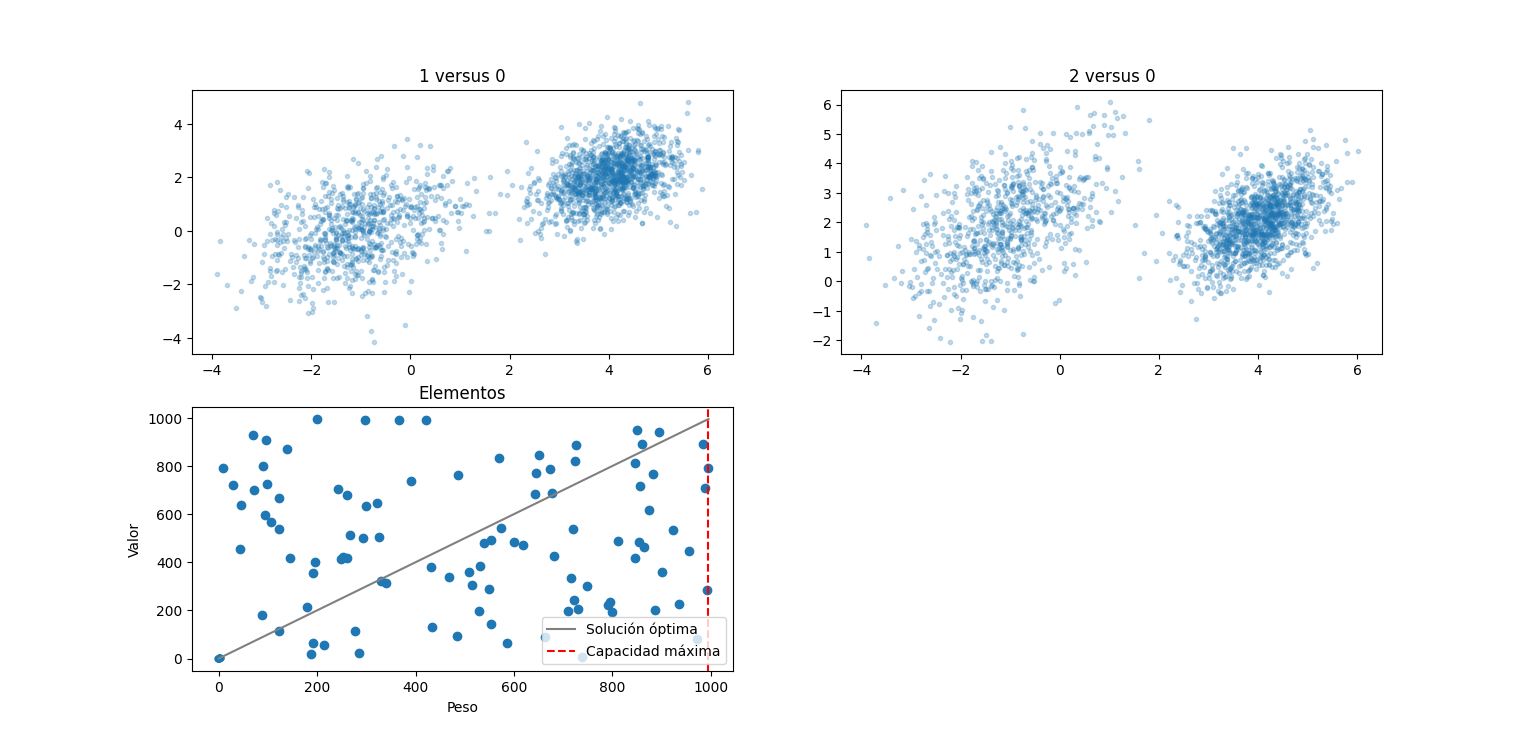 1 versus 0
4
2
0
−2
−4
−4 −2 0 2 4 6
2 versus 0
6
5
4
3
2
1
0
−1
−2
−4 −2 0 2 4 6
Elementos
Valor
1000
800
600
400
200
0
Solución óptima
Capacidad máxima
0 200 400 600 800 1000
Peso